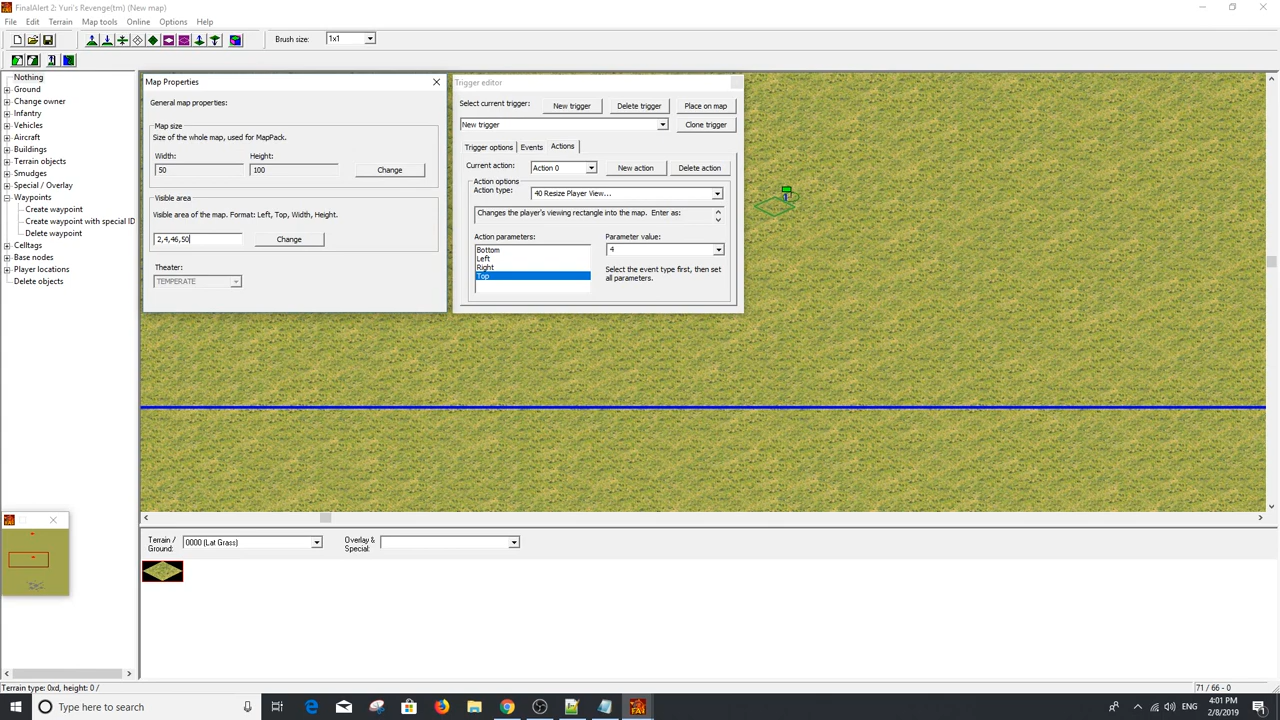 FinalAlert 2: Yuri's Revenge(tm) (New map)
File Edit Terrain Map tools Online Options Help
Brush size: 1x1
Nothing
Ground
Change owner
Infantry
Vehicles
Aircraft
Buildings
Terrain objects
Smudges
Special / Overlay
Waypoints
Create waypoint
Create waypoint with special ID
Delete waypoint
Celltags
Base nodes
Player locations
Delete objects
Map Properties
General map properties:
Map size
Size of the whole map, used for MapPack.
Width: Height:
50 100 Change
Visible area
Visible area of the map. Format: Left, Top, Width, Height.
2,4,46,50 Change
Theater:
TEMPERATE
Trigger editor
Select current trigger: New trigger Delete trigger Place on map
New trigger Clone trigger
Trigger options Events Actions
Current action: Action 0 New action Delete action
Action options
Action type: 40 Resize Player View...
Changes the player's viewing rectangle into the map. Enter as:
Action parameters: Parameter value:
Bottom
Left
Right
Top
4
Select the event type first, then set
all parameters.
Terrain /
Ground: 0000 (Lat Grass)
Overlay &
Special:
Terrain type: 0xd, height: 0 /
71 / 66 - 0
Type here to search
ENG
4:01 PM
2/8/2019